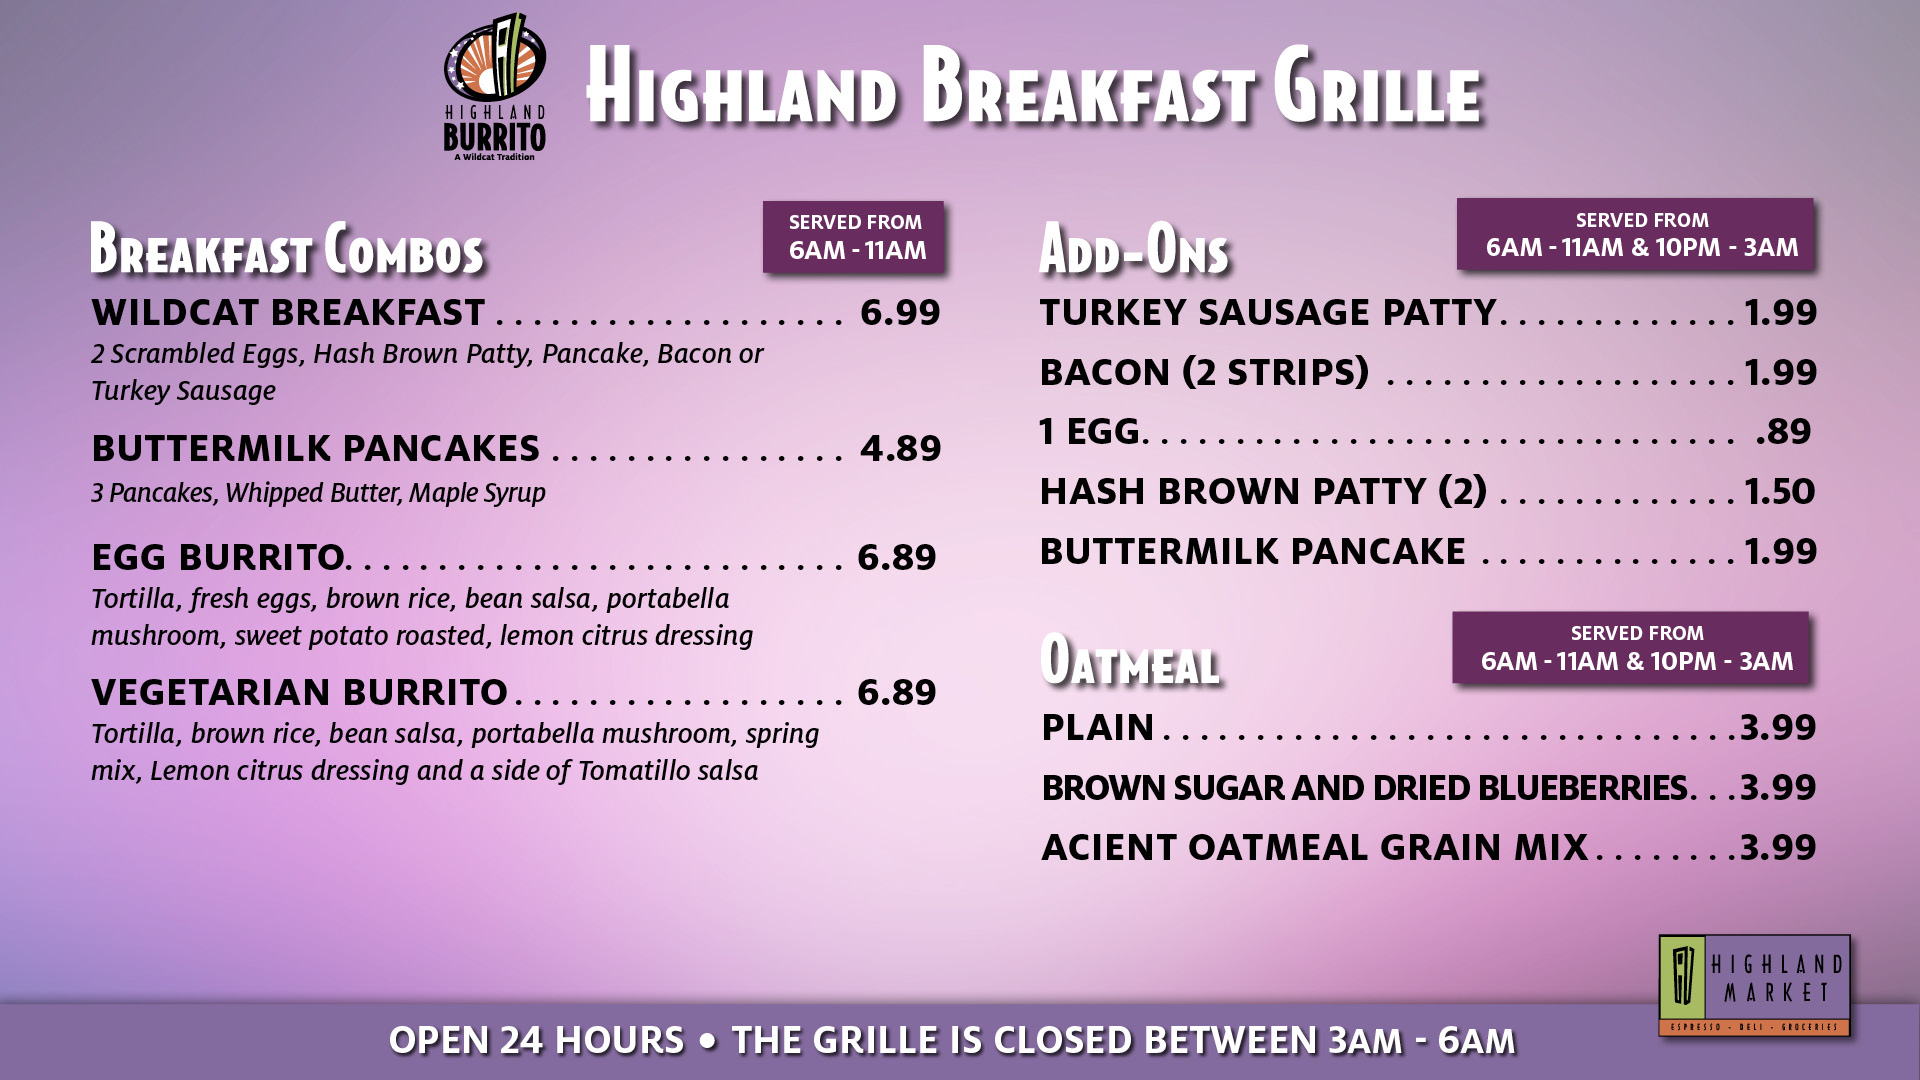 HIGHLAND
BURRITO
A Wildcat Tradition
HIGHLAND BREAKFAST GRILLE
BREAKFAST COMBOS
SERVED FROM
6AM - 11AM
WILDCAT BREAKFAST . . . . . . . . . . . . . . . . . . . 6.99
2 Scrambled Eggs, Hash Brown Patty, Pancake, Bacon or
Turkey Sausage
BUTTERMILK PANCAKES . . . . . . . . . . . . . . . . 4.89
3 Pancakes, Whipped Butter, Maple Syrup
EGG BURRITO. . . . . . . . . . . . . . . . . . . . . . . . . . . 6.89
Tortilla, fresh eggs, brown rice, bean salsa, portabella
mushroom, sweet potato roasted, lemon citrus dressing
VEGETARIAN BURRITO . . . . . . . . . . . . . . . . . . 6.89
Tortilla, brown rice, bean salsa, portabella mushroom, spring
mix, Lemon citrus dressing and a side of Tomatillo salsa
ADD-ONS
SERVED FROM
6AM - 11AM & 10PM - 3AM
TURKEY SAUSAGE PATTY. . . . . . . . . . . . . 1.99
BACON (2 STRIPS) . . . . . . . . . . . . . . . . . . . 1.99
1 EGG. . . . . . . . . . . . . . . . . . . . . . . . . . . . . . . . .89
HASH BROWN PATTY (2) . . . . . . . . . . . . . 1.50
BUTTERMILK PANCAKE . . . . . . . . . . . . . . 1.99
OATMEAL
SERVED FROM
6AM - 11AM & 10PM - 3AM
PLAIN . . . . . . . . . . . . . . . . . . . . . . . . . . . . . . . 3.99
BROWN SUGAR AND DRIED BLUEBERRIES. . . 3.99
ACIENT OATMEAL GRAIN MIX . . . . . . . . 3.99
HIGHLAND
MARKET
ESPRESSO - DELI - GROCERIES
OPEN 24 HOURS • THE GRILLE IS CLOSED BETWEEN 3AM - 6AM